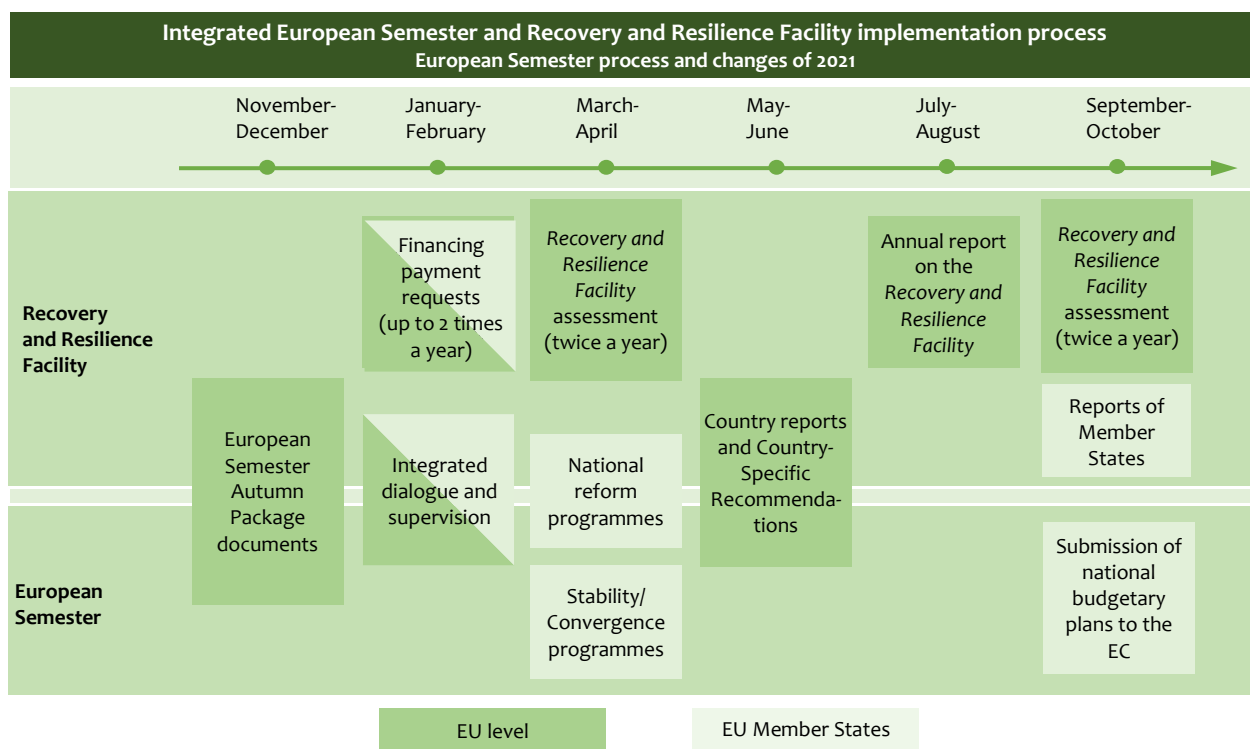 Integrated European Semester and Recovery and Resilience Facility implementation process
European Semester process and changes of 2021
November-
December
January-
February
March-
April
May-
June
July-
August
September-
October
Recovery
and Resilience
Facility
Financing
payment
requests
(up to 2 times
a year)
Recovery and
Resilience
Facility
assessment
(twice a year)
Annual report
on the
Recovery and
Resilience
Facility
Recovery and
Resilience
Facility
assessment
(twice a year)
European
Semester
Autumn
Package
documents
Integrated
dialogue and
supervision
National
reform
programmes
Country reports
and Country-
Specific
Recommenda-
tions
Reports of
Member
States
European
Semester
Stability/
Convergence
programmes
Submission of
national
budgetary
plans to the
EC
EU level
EU Member States